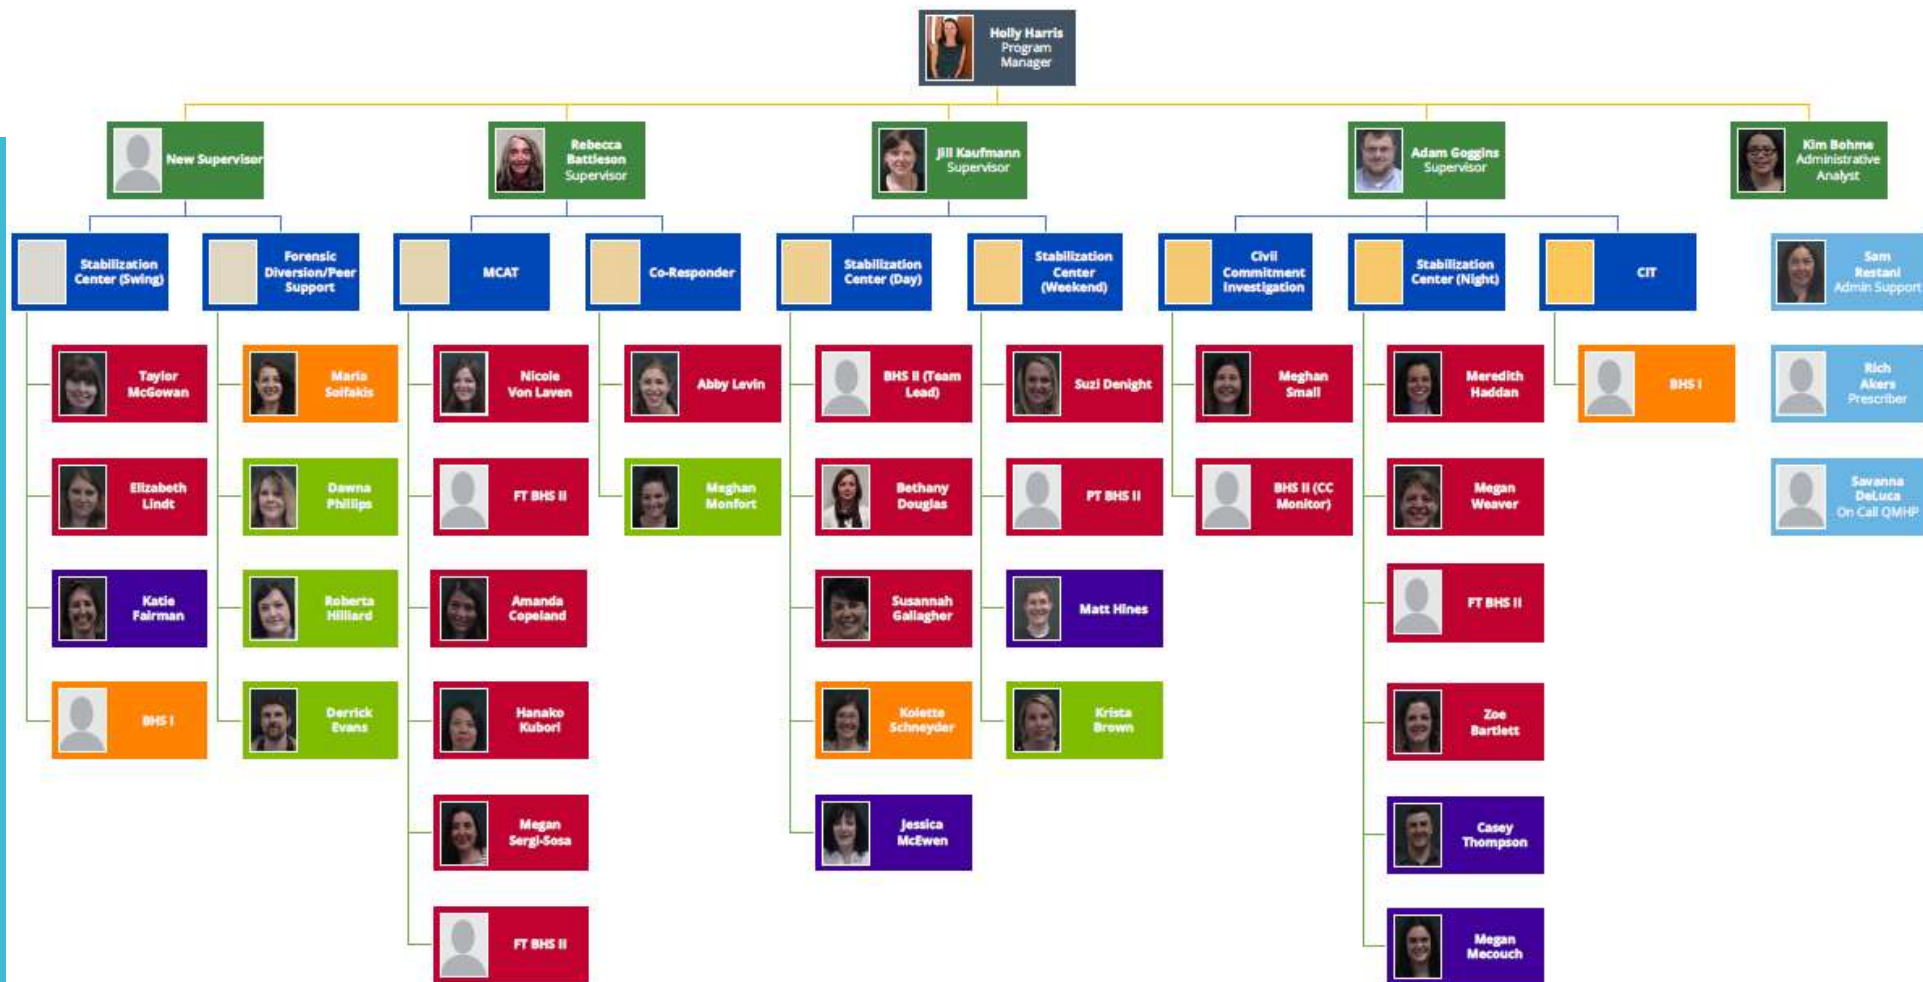 Holly Harris
Program
Manager
New Supervisor
Rebecca
Battleson
Supervisor
Jill Kaufmann
Supervisor
Adam Goggins
Supervisor
Kim Bohme
Administrative
Analyst
Stabilization
Center (Swing)
Forensic
Diversion/Peer
Support
MCAT
Co-Responder
Stabilization
Center (Day)
Stabilization
Center
(Weekend)
Civil
Commitment
Investigation
Stabilization
Center (Night)
CIT
Sam
Restani
Admin Support
Taylor
McGowan
Maria
Soifakis
Nicole
Von Laven
Abby Levin
BHS II (Team
Lead)
Suzi Denight
Meghan
Small
Meredith
Haddan
BHS I
Rich
Akers
Prescriber
Elizabeth
Lindt
Dawna
Phillips
FT BHS II
Meghan
Monfort
Bethany
Douglas
PT BHS II
BHS II (CC
Monitor)
Megan
Weaver
Savanna
DeLuca
On Call QMHP
Katie
Fairman
Roberta
Hilliard
Amanda
Copeland
Susannah
Gallagher
Matt Hines
FT BHS II
BHS I
Derrick
Evans
Hanako
Kubori
Kolette
Schneyder
Krista
Brown
Zoe
Bartlett
Megan
Sergi-Sosa
Jessica
McEwen
Casey
Thompson
FT BHS II
Megan
Mecouch